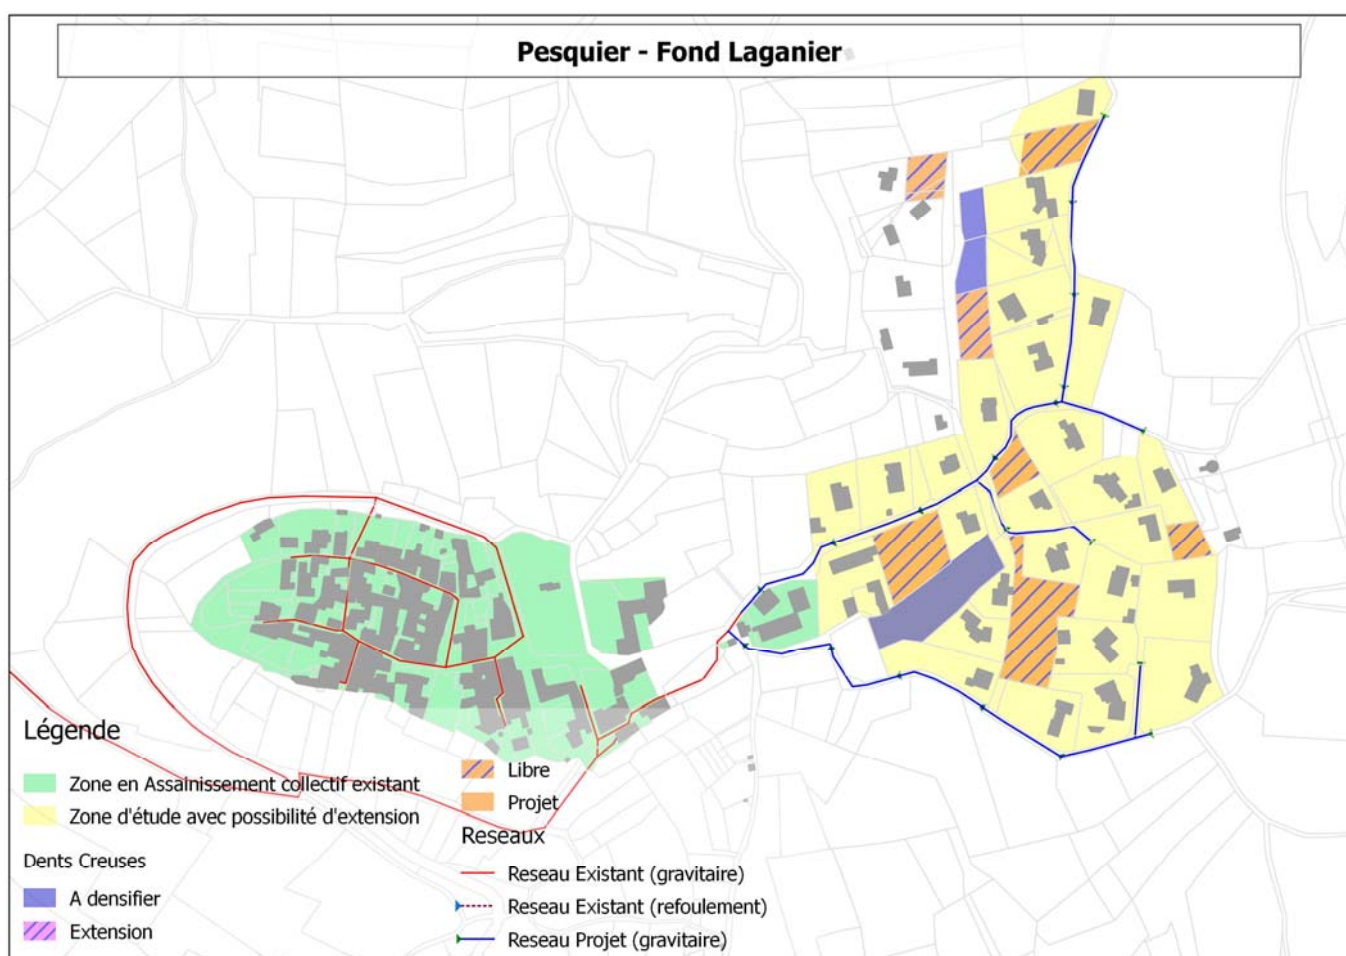 Pesquier - Fond Laganier
Légende
Zone en Assainissement collectif existant
Zone d'étude avec possibilité d'extension
Dents Creuses
A densifier
Extension
Libre
Projet
Reseaux
Reseau Existant (gravitaire)
Reseau Existant (refoulement)
Reseau Projet (gravitaire)